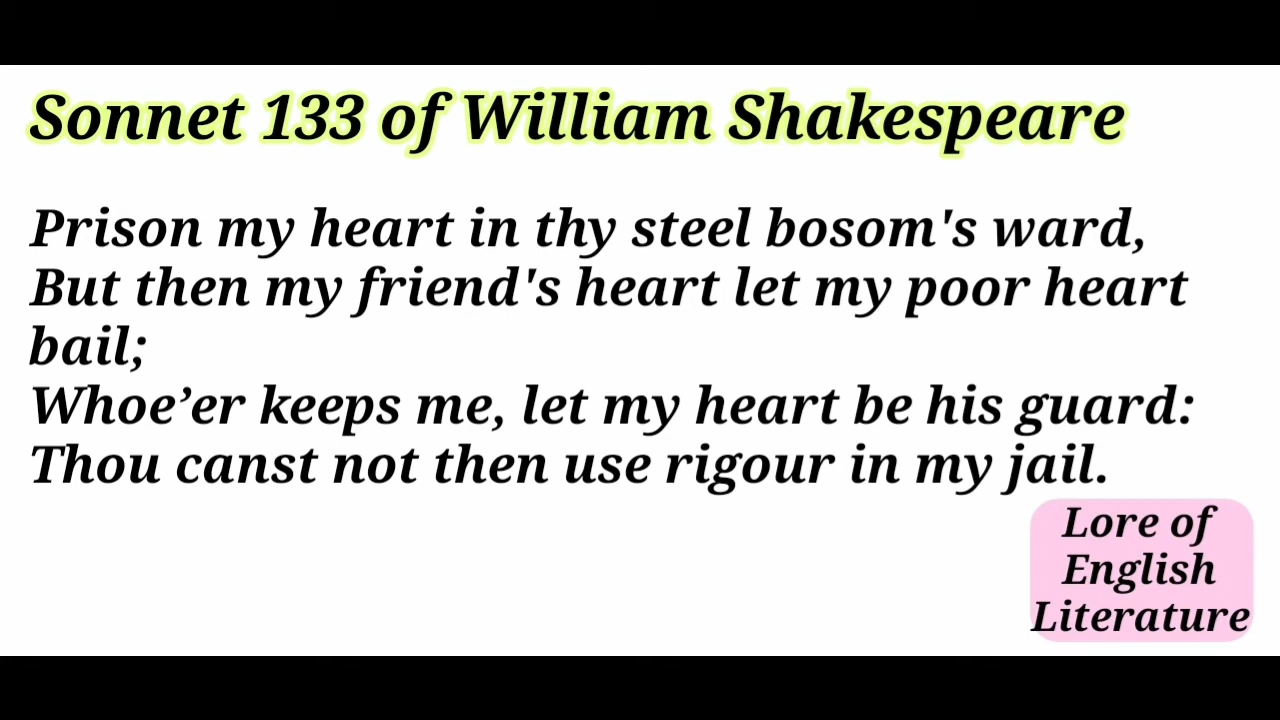 Sonnet 133 of William Shakespeare
Prison my heart in thy steel bosom's ward,
But then my friend's heart let my poor heart
bail;
Whoe’er keeps me, let my heart be his guard:
Thou canst not then use rigour in my jail.
Lore of
English
Literature